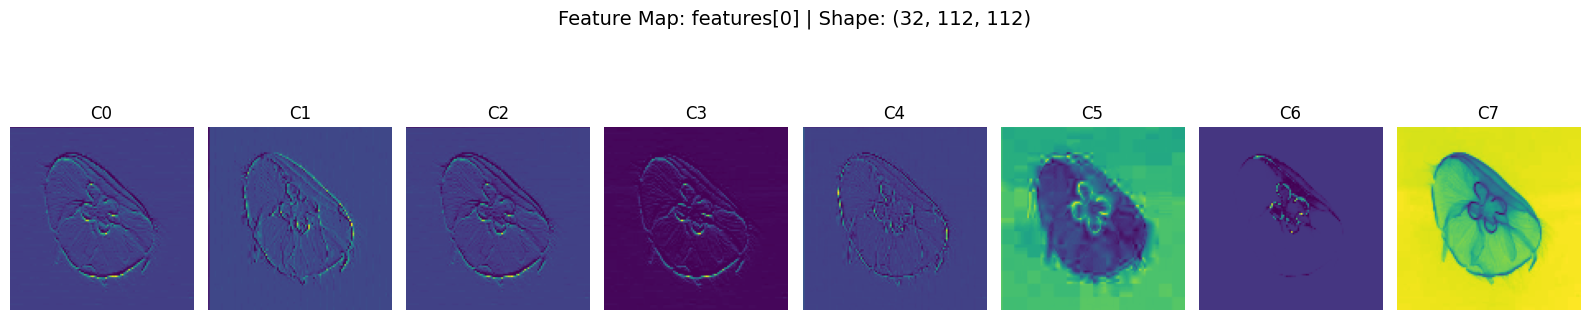 Feature Map: features[0] | Shape: (32, 112, 112)
C0 C1 C2 C3 C4 C5 C6 C7